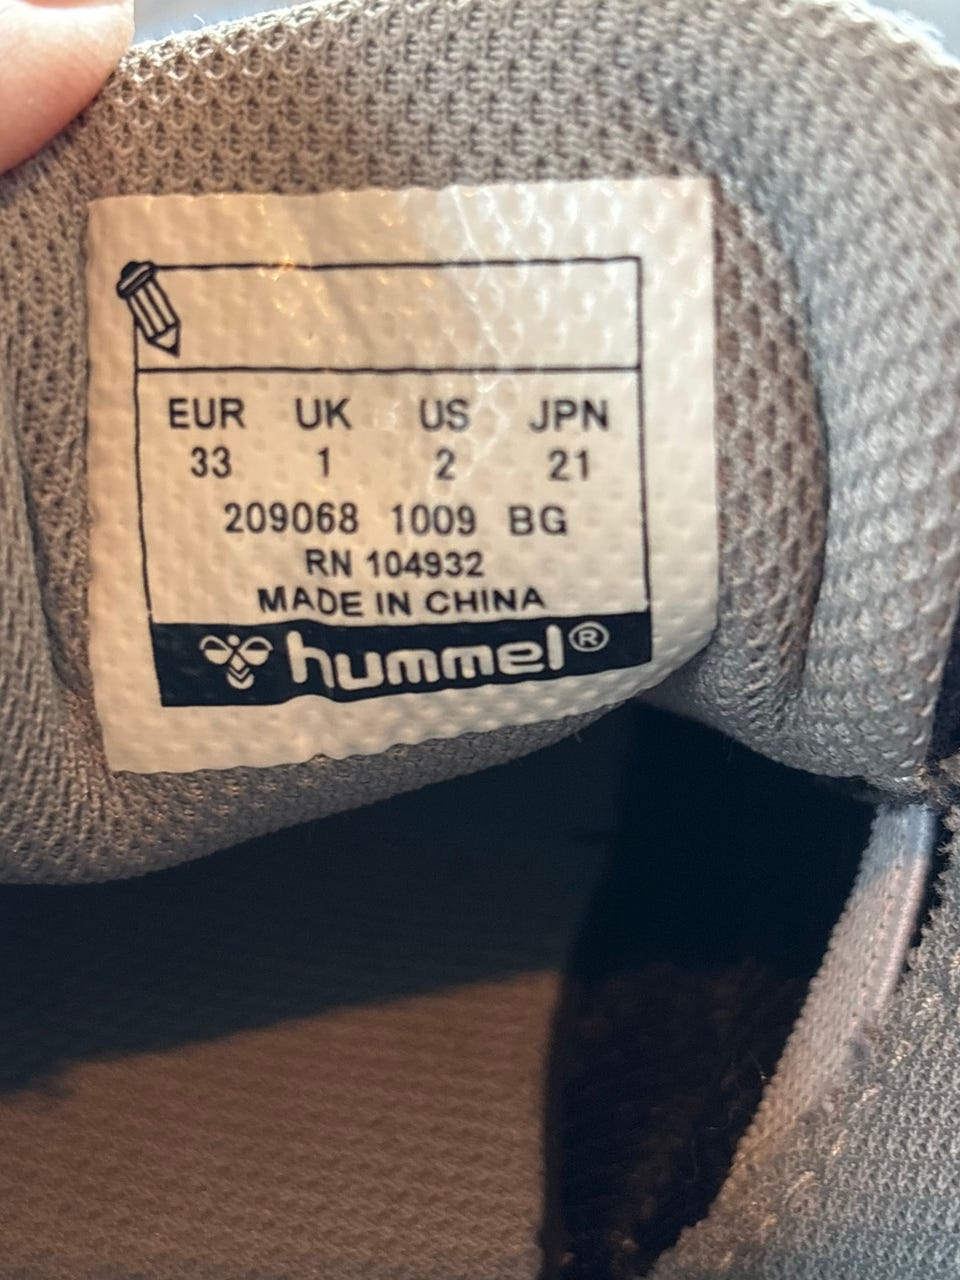 EUR UK US JPN
33 1 2 21
209068 1009 BG
RN 104932
MADE IN CHINA
hummel®